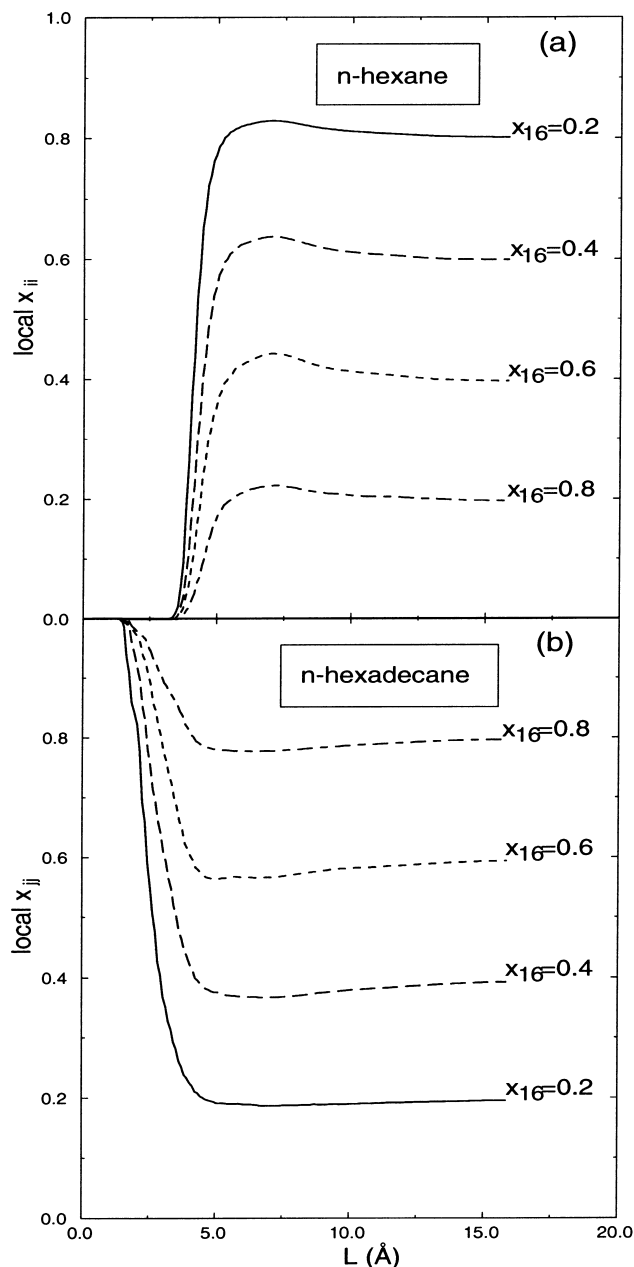 1.0
(a)
n-hexane
x16=0.2
0.8
x16=0.4
0.6
local x ii
x16=0.6
0.4
x16=0.8
0.2
0.0
(b)
n-hexadecane
x16=0.8
0.8
x16=0.6
0.6
local x jj
x16=0.4
0.4
x16=0.2
0.2
0.0
0.0 5.0 10.0 15.0 20.0
L (Å)